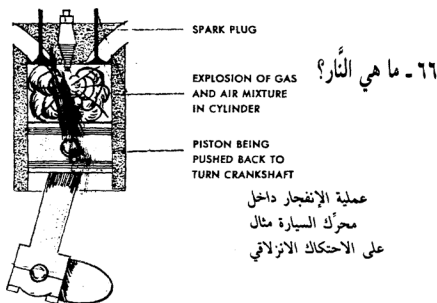 SPARK PLUG
٦٦ ـ ما هي النَّار؟
EXPLOSION OF GAS
AND AIR MIXTURE
IN CYLINDER
PISTON BEING
PUSHED BACK TO
TURN CRANKSHAFT
عملية الإنفجار داخل
محرِّك السيارة مثال
على الاحتكاك الانزلاقي